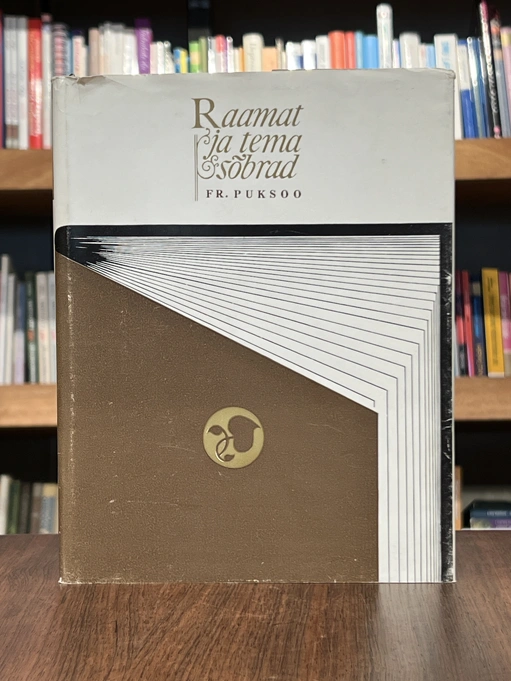 Raamat
ja tema
sõbrad
FR. PUKSOO